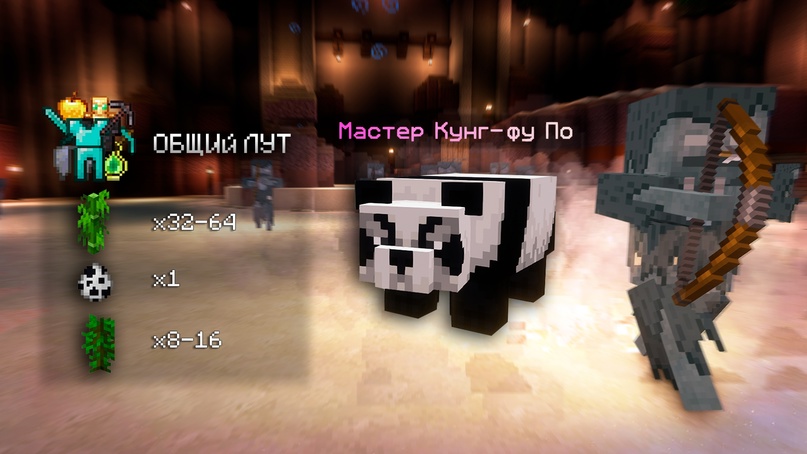 ОБЩИЙ ЛУТ
Мастер Кунг-фу По
x32-64
x1
x8-16